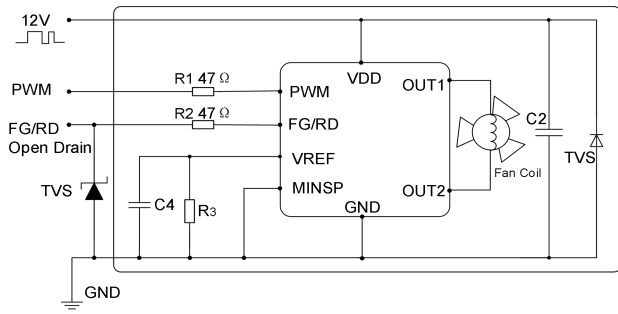 12V
PWM
FG/RD
Open Drain
TVS
GND
R1 47 Ω
R2 47 Ω
C4
R3
VDD
PWM
FG/RD
VREF
MINSP
GND
OUT1
OUT2
Fan Coil
C2
TVS